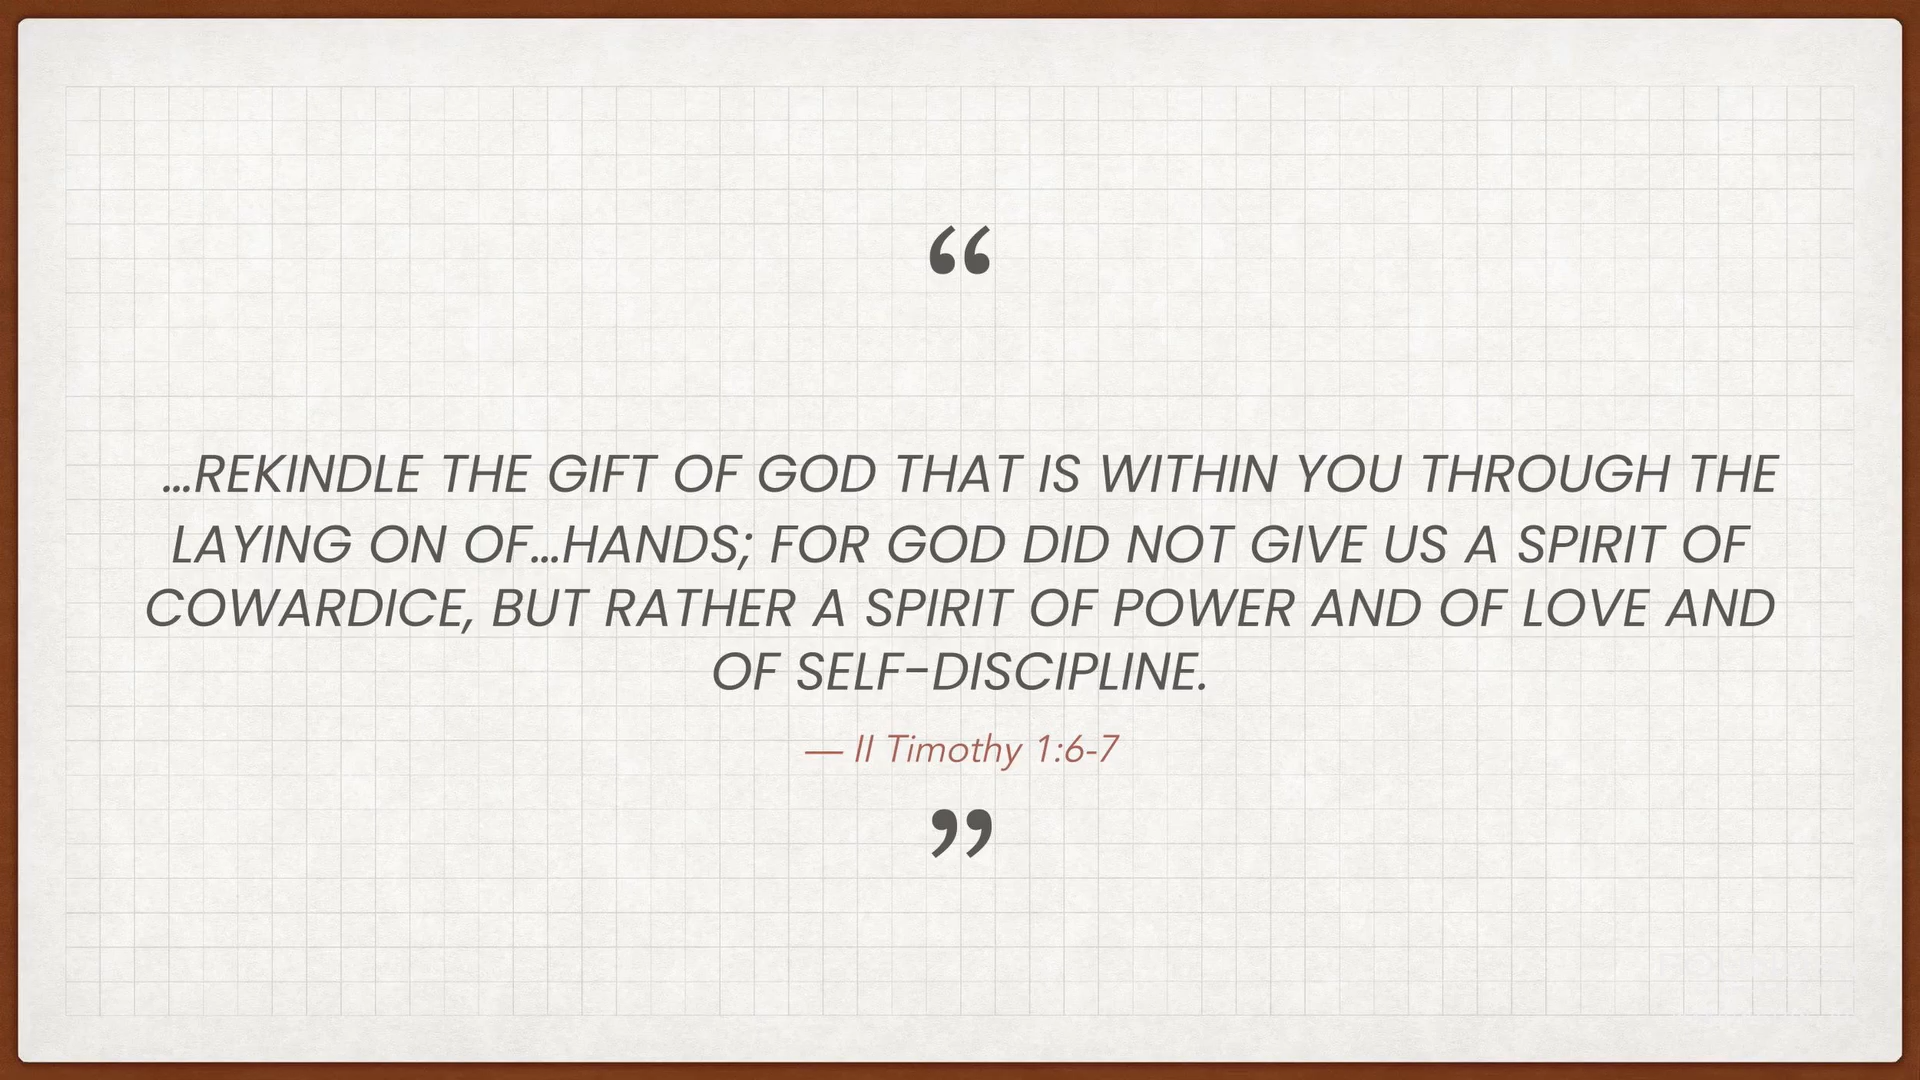 “
…REKINDLE THE GIFT OF GOD THAT IS WITHIN YOU THROUGH THE
LAYING ON OF…HANDS; FOR GOD DID NOT GIVE US A SPIRIT OF
COWARDICE, BUT RATHER A SPIRIT OF POWER AND OF LOVE AND
OF SELF-DISCIPLINE.
— II Timothy 1:6-7
”